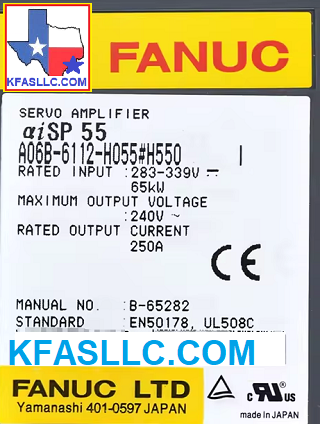 FANUC
KFASLLC.COM
SERVO AMPLIFIER
αiSP 55
A06B-6112-H055#H550 I
RATED INPUT : 283-339V
65kW
MAXIMUM OUTPUT VOLTAGE
: 240V ~
RATED OUTPUT CURRENT
250A
CE
MANUAL NO. : B-65282
STANDARD : EN50178, UL508C
KFASLLC.COM
FANUC LTD
Yamanashi 401-0597 JAPAN
C US
made in JAPAN